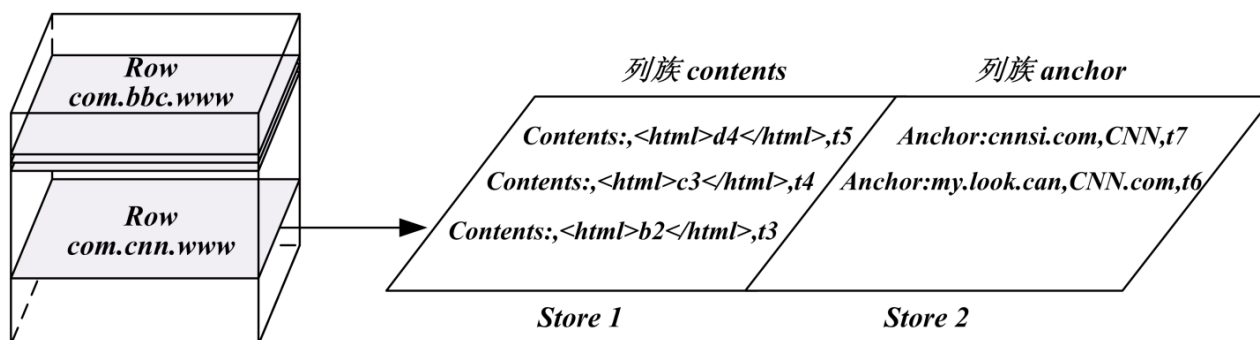 Row
com.bbc.www
Row
com.cnn.www
列族 contents
列族 anchor
Contents:,<html>d4</html>,t5
Contents:,<html>c3</html>,t4
Contents:,<html>b2</html>,t3
Anchor:cnnsi.com,CNN,t7
Anchor:my.look.can,CNN.com,t6
Store 1
Store 2